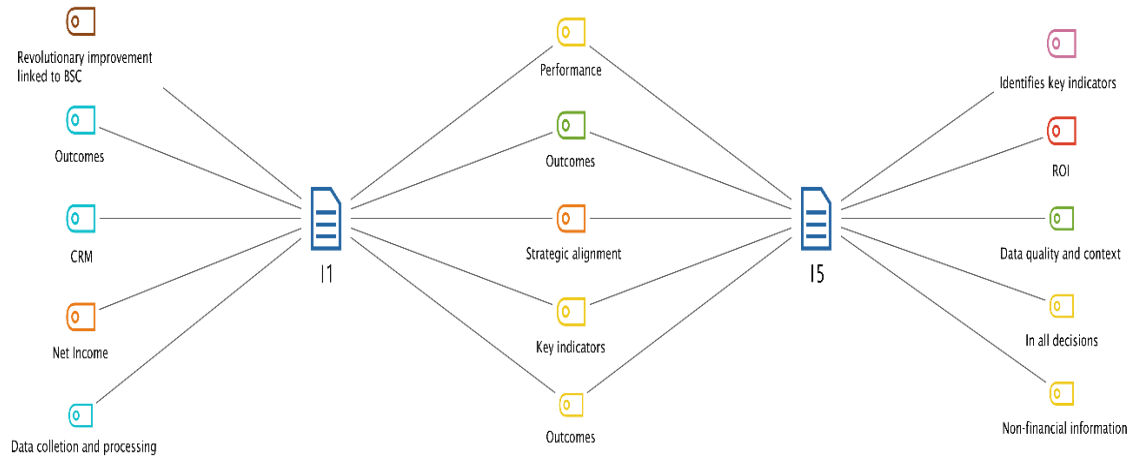 Revolutionary improvement
linked to BSC
Outcomes
CRM
Net Income
Data colletion and processing
I1
Performance
Outcomes
Strategic alignment
Key indicators
Outcomes
I5
Identifies key indicators
ROI
Data quality and context
In all decisions
Non-financial information